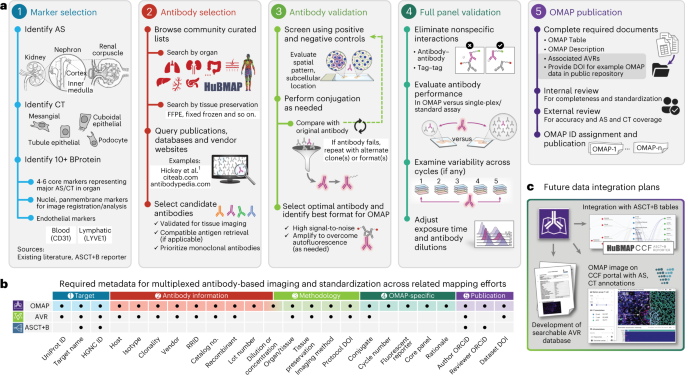 a
1 Marker selection
Identify AS
Nephron
Renal
corpuscle
Kidney
Cortex
Inner
medulla
Identify CT
Mesangial
Cuboidal
epithelial
Tubule epithelial
Podocyte
Identify 10+ BProtein
4-6 core markers representing
major AS/CT in organ
Nuclei, panmembrane markers
for image registration/analysis
Endothelial markers
Blood
(CD31)
Lymphatic
(LYVE1)
Sources:
Existing literature, ASCT+B reporter
2 Antibody selection
Browse community curated
lists
Search by organ
HuBMAP
Search by tissue preservation
FFPE, fixed frozen and so on.
Query publications,
databases and vendor
websites
Examples:
Hickey et al.1
citeab.com
antibodypedia.com
Select candidate
antibodies
Validated for tissue imaging
Compatible antigen retrieval
(if applicable)
Prioritize monoclonal antibodies
3 Antibody validation
Screen using positive
and negative controls
Evaluate
spatial pattern,
subcellular
location
Perform conjugation
as needed
Compare with
original antibody
If antibody fails,
repeat with alternate
clone(s) or format(s)
Select optimal antibody and
identify best format for OMAP
High signal-to-noise
Amplify to overcome
autofluorescence
(as needed)
4 Full panel validation
Eliminate nonspecific
interactions
Antibody–
antibody
Tag–tag
Evaluate antibody
performance
In OMAP versus single-plex/
standard assay
versus
Examine variability across
cycles (if any)
1 2 3 4 5
Adjust
exposure time and
antibody dilutions
5 OMAP publication
Complete required documents
OMAP Table
OMAP Description
Associated AVRs
Provide DOI for example OMAP
data in public repository
Internal review
For completeness and standardization
External review
For accuracy and AS and CT coverage
OMAP ID assignment and
publication
OMAP-1 ... OMAP-n
c Future data integration plans
Integration with ASCT+B tables
HuBMAP CCF
OMAP image on
CCF portal with AS,
CT annotations
Development of
searchable AVR
database
b Required metadata for multiplexed antibody-based imaging and standardization across related mapping efforts
1 Target 2 Antibody information 3 Methodology 4 OMAP-specific 5 Publication
OMAP
AVR
ASCT+B
UniProt ID
Target name
HGNC ID
Host
Isotype
Clonality
Vendor
RRID
Catalog no.
Recombinant
Lot number
Dilution or
concentration
Organ/tissue
Tissue
preservation
Imaging method
Protocol DOI
Conjugate
Cycle number
Fluorescent
reporter
Core panel
Rationale
Author ORCID
Reviewer ORCID
Dataset DOI